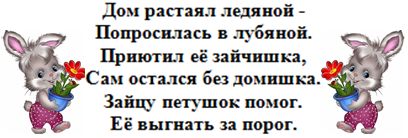 Дом растаял ледяной -
Попросилась в лубяной.
Приютил её зайчишка,
Сам остался без домишка.
Зайцу петушок помог.
Её выгнать за порог.